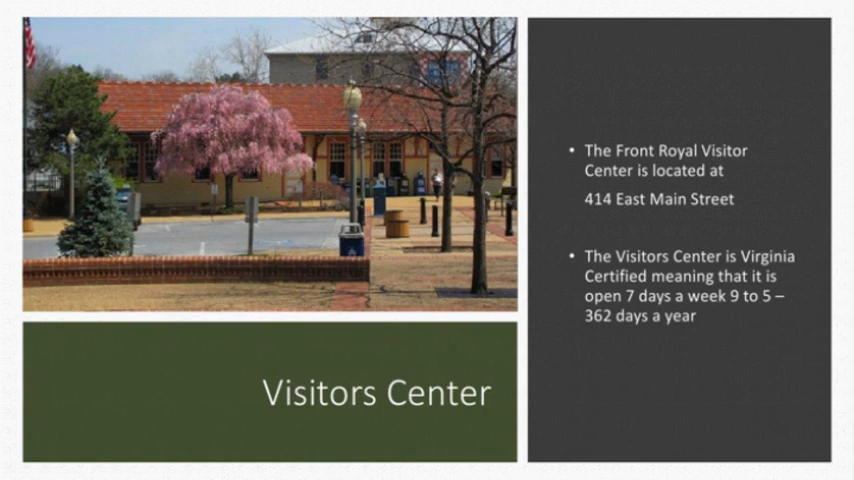 Visitors Center
• The Front Royal Visitor
Center is located at
414 East Main Street
• The Visitors Center is Virginia
Certified meaning that it is
open 7 days a week 9 to 5 –
362 days a year